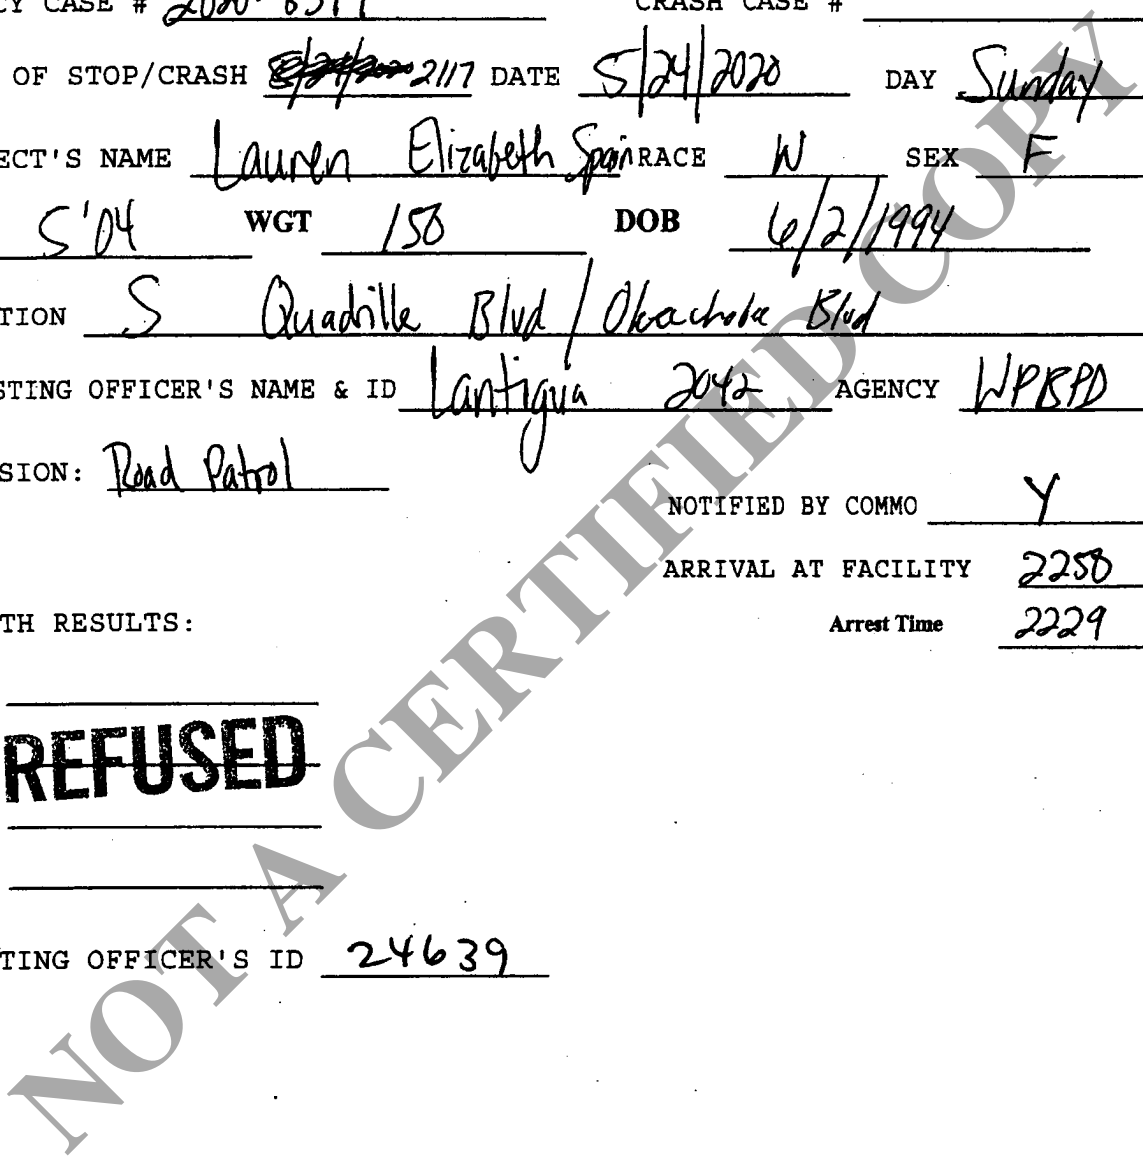 CY CASE # 2020-
CRASH CASE #
OF STOP/CRASH 2117 DATE 5/24/2020 DAY Sunday
ECT'S NAME Lauren Elizabeth Spain RACE W SEX F
5'04 WGT 150 DOB 6/2/1994
TION S Quadrille Blvd / Okeechobee Blvd
STING OFFICER'S NAME & ID Lantigua 2042 AGENCY WPBPD
SION: Road Patrol
NOTIFIED BY COMMO Y
ARRIVAL AT FACILITY 2250
TH RESULTS: Arrest Time 2229
REFUSED
TING OFFICER'S ID 24639
NOT A CERTIFIED COPY